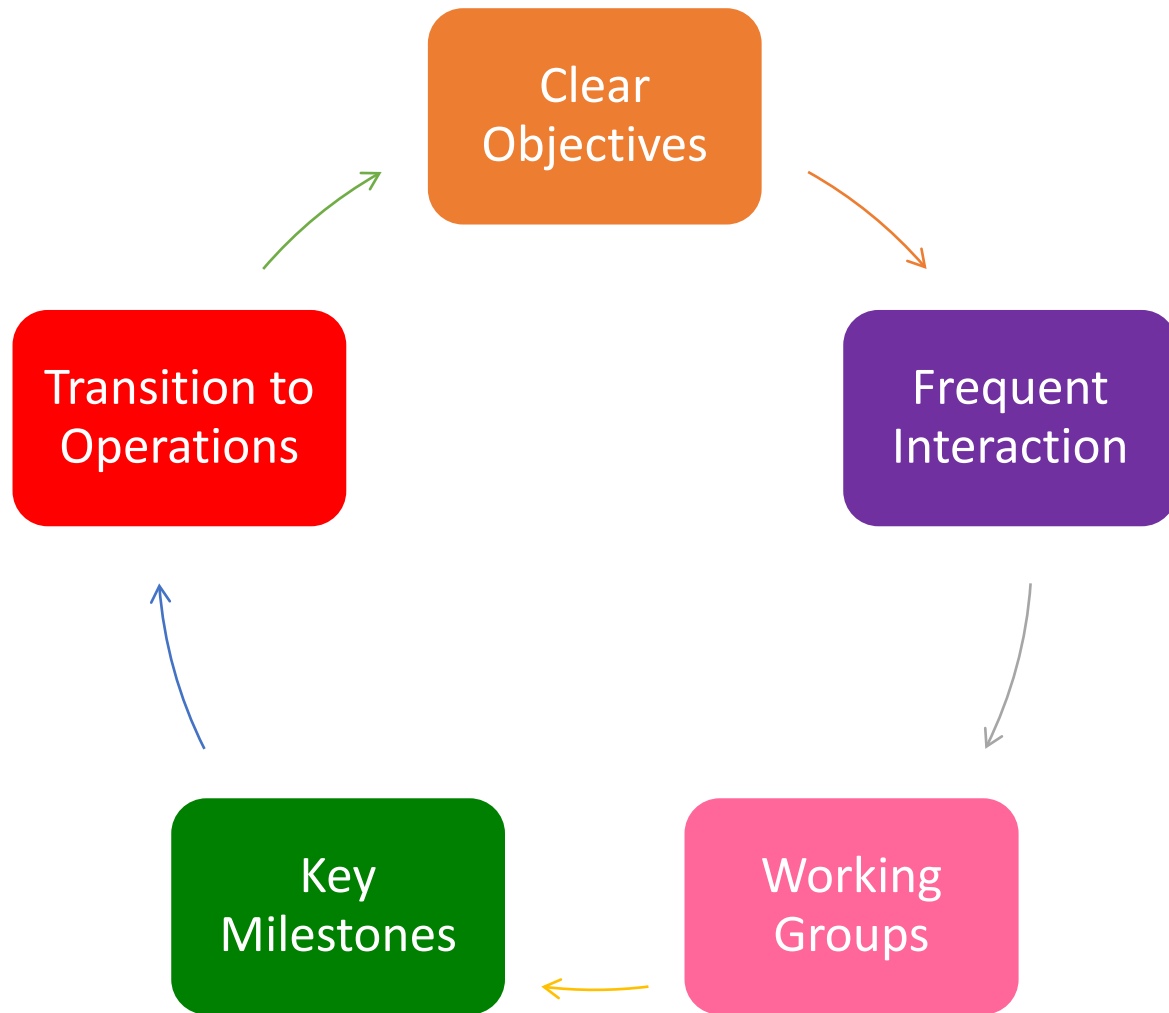 Clear
Objectives
Frequent
Interaction
Working
Groups
Key
Milestones
Transition to
Operations